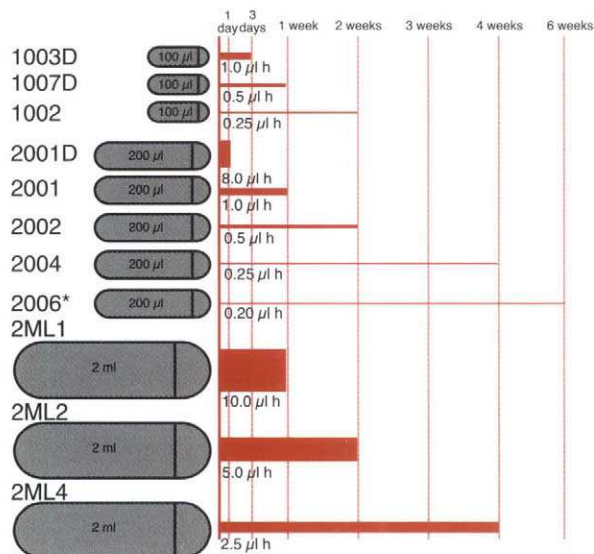 1 3
day days 1 week 2 weeks 3 weeks 4 weeks 6 weeks
1003D 100 µl
1.0 µl h
1007D 100 µl
0.5 µl h
1002 100 µl
0.25 µl h
2001D 200 µl
8.0 µl h
2001 200 µl
1.0 µl h
2002 200 µl
0.5 µl h
2004 200 µl
0.25 µl h
2006* 200 µl
0.20 µl h
2ML1
2 ml
10.0 µl h
2ML2
2 ml
5.0 µl h
2ML4
2 ml
2.5 µl h